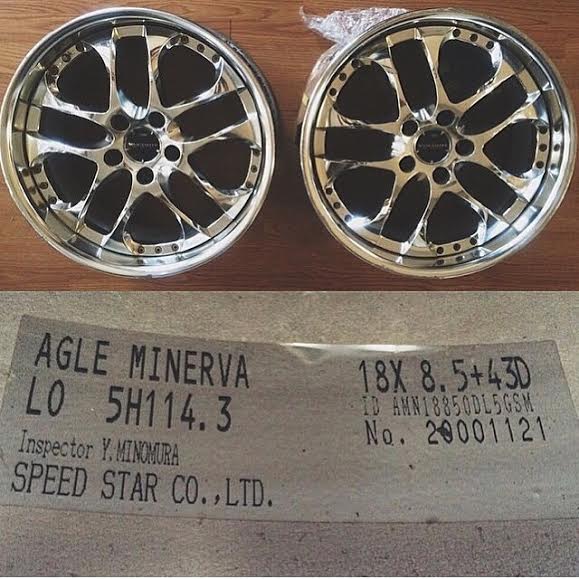 AGLE MINERVA
18X 8.5+43D
LO 5H114.3
ID AMN18850DL5GSM
No. 20001121
Inspector Y.MINOMURA
SPEED STAR CO.,LTD.